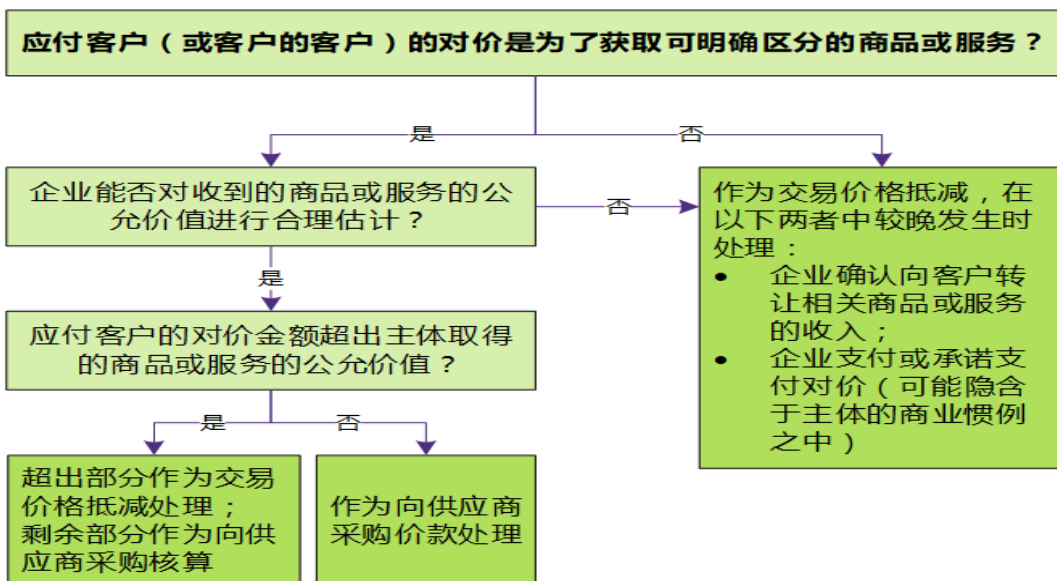 应付客户（或客户的客户）的对价是为了获取可明确区分的商品或服务？
是
否
企业能否对收到的商品或服务的公
允价值进行合理估计？
否
作为交易价格抵减，在
以下两者中较晚发生时
处理：
• 企业确认向客户转
让相关商品或服务
的收入；
• 企业支付或承诺支
付对价（可能隐含
于主体的商业惯例
之中）
是
应付客户的对价金额超出主体取得
的商品或服务的公允价值？
是
否
超出部分作为交易
价格抵减处理；
剩余部分作为向供
应商采购核算
作为向供应商
采购价款处理